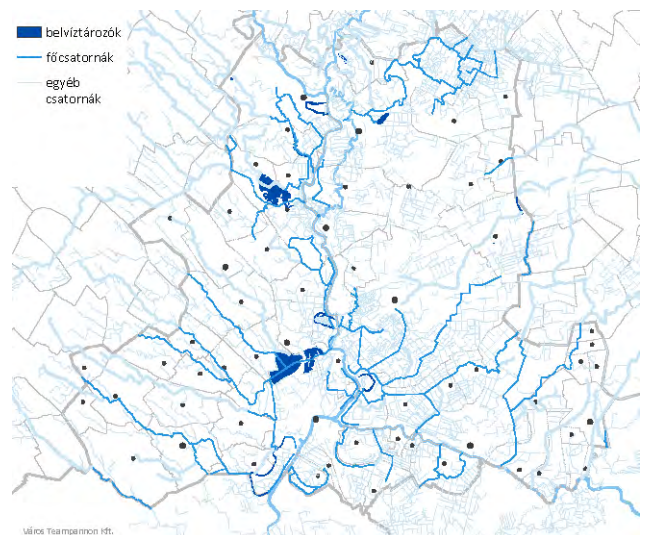 belvíztározók
főcsatornák
egyéb
csatornák
Város Teampannon Kft.